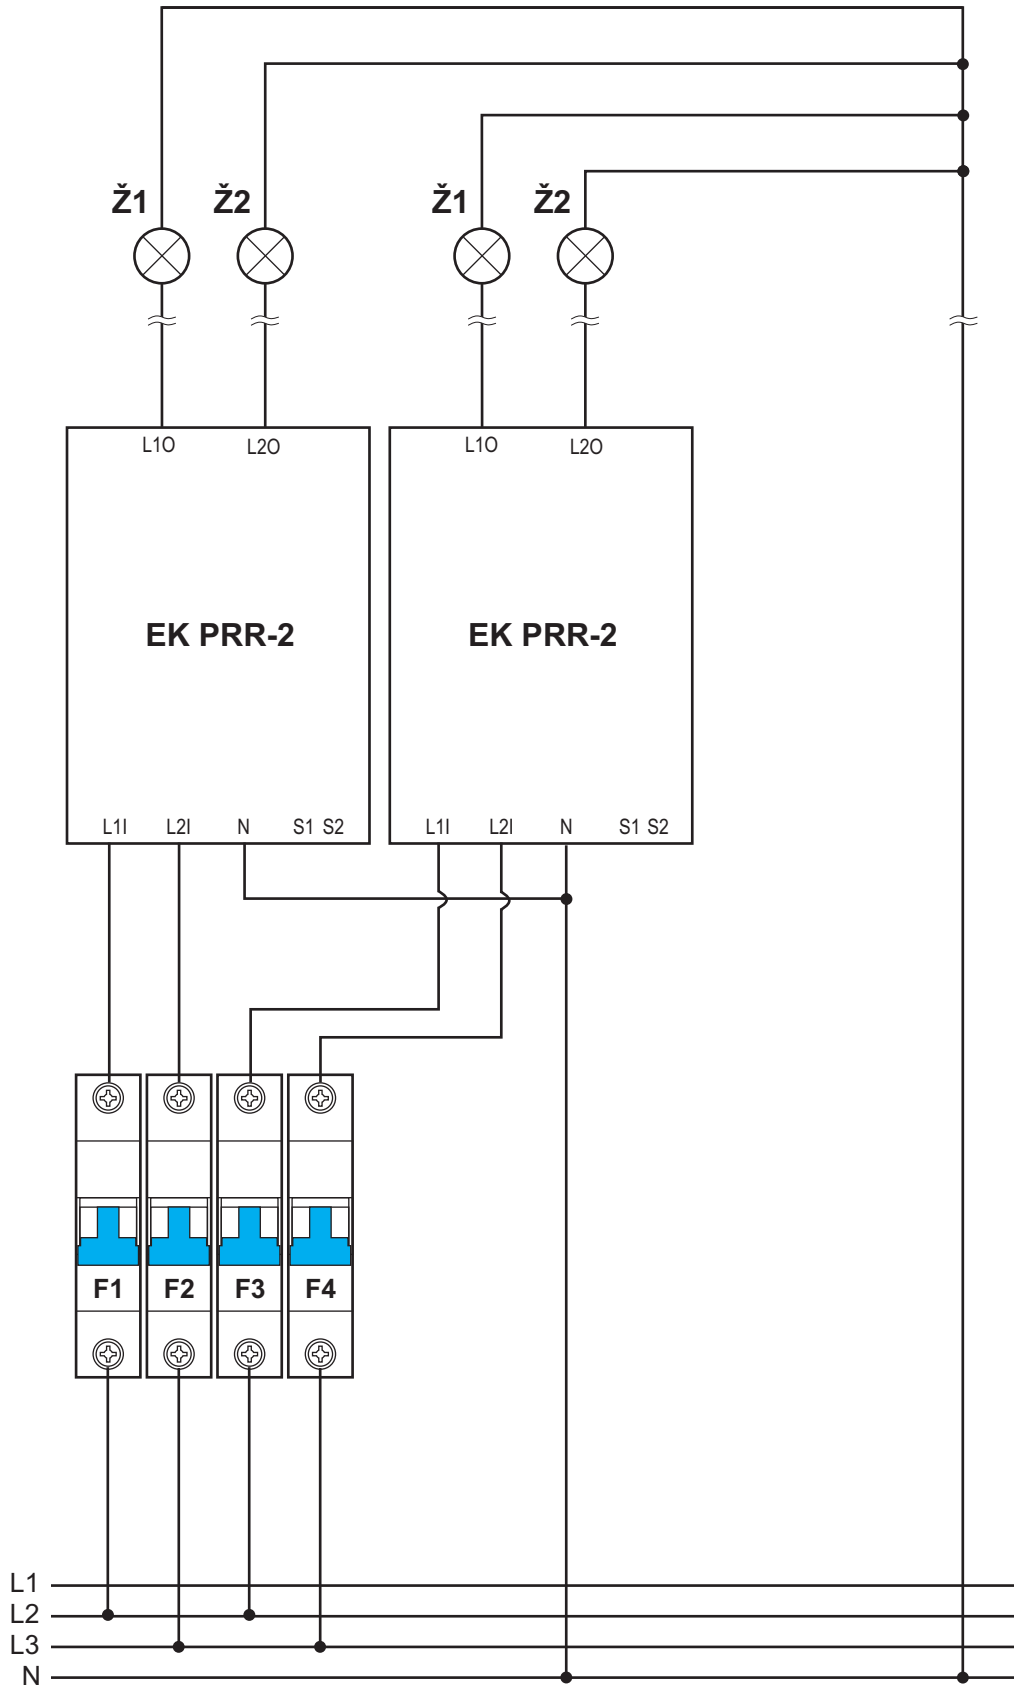 Ž1 Ž2 Ž1 Ž2
L1O L2O L1O L2O
EK PRR-2 EK PRR-2
L1I L2I N S1 S2 L1I L2I N S1 S2
F1 F2 F3 F4
L1
L2
L3
N